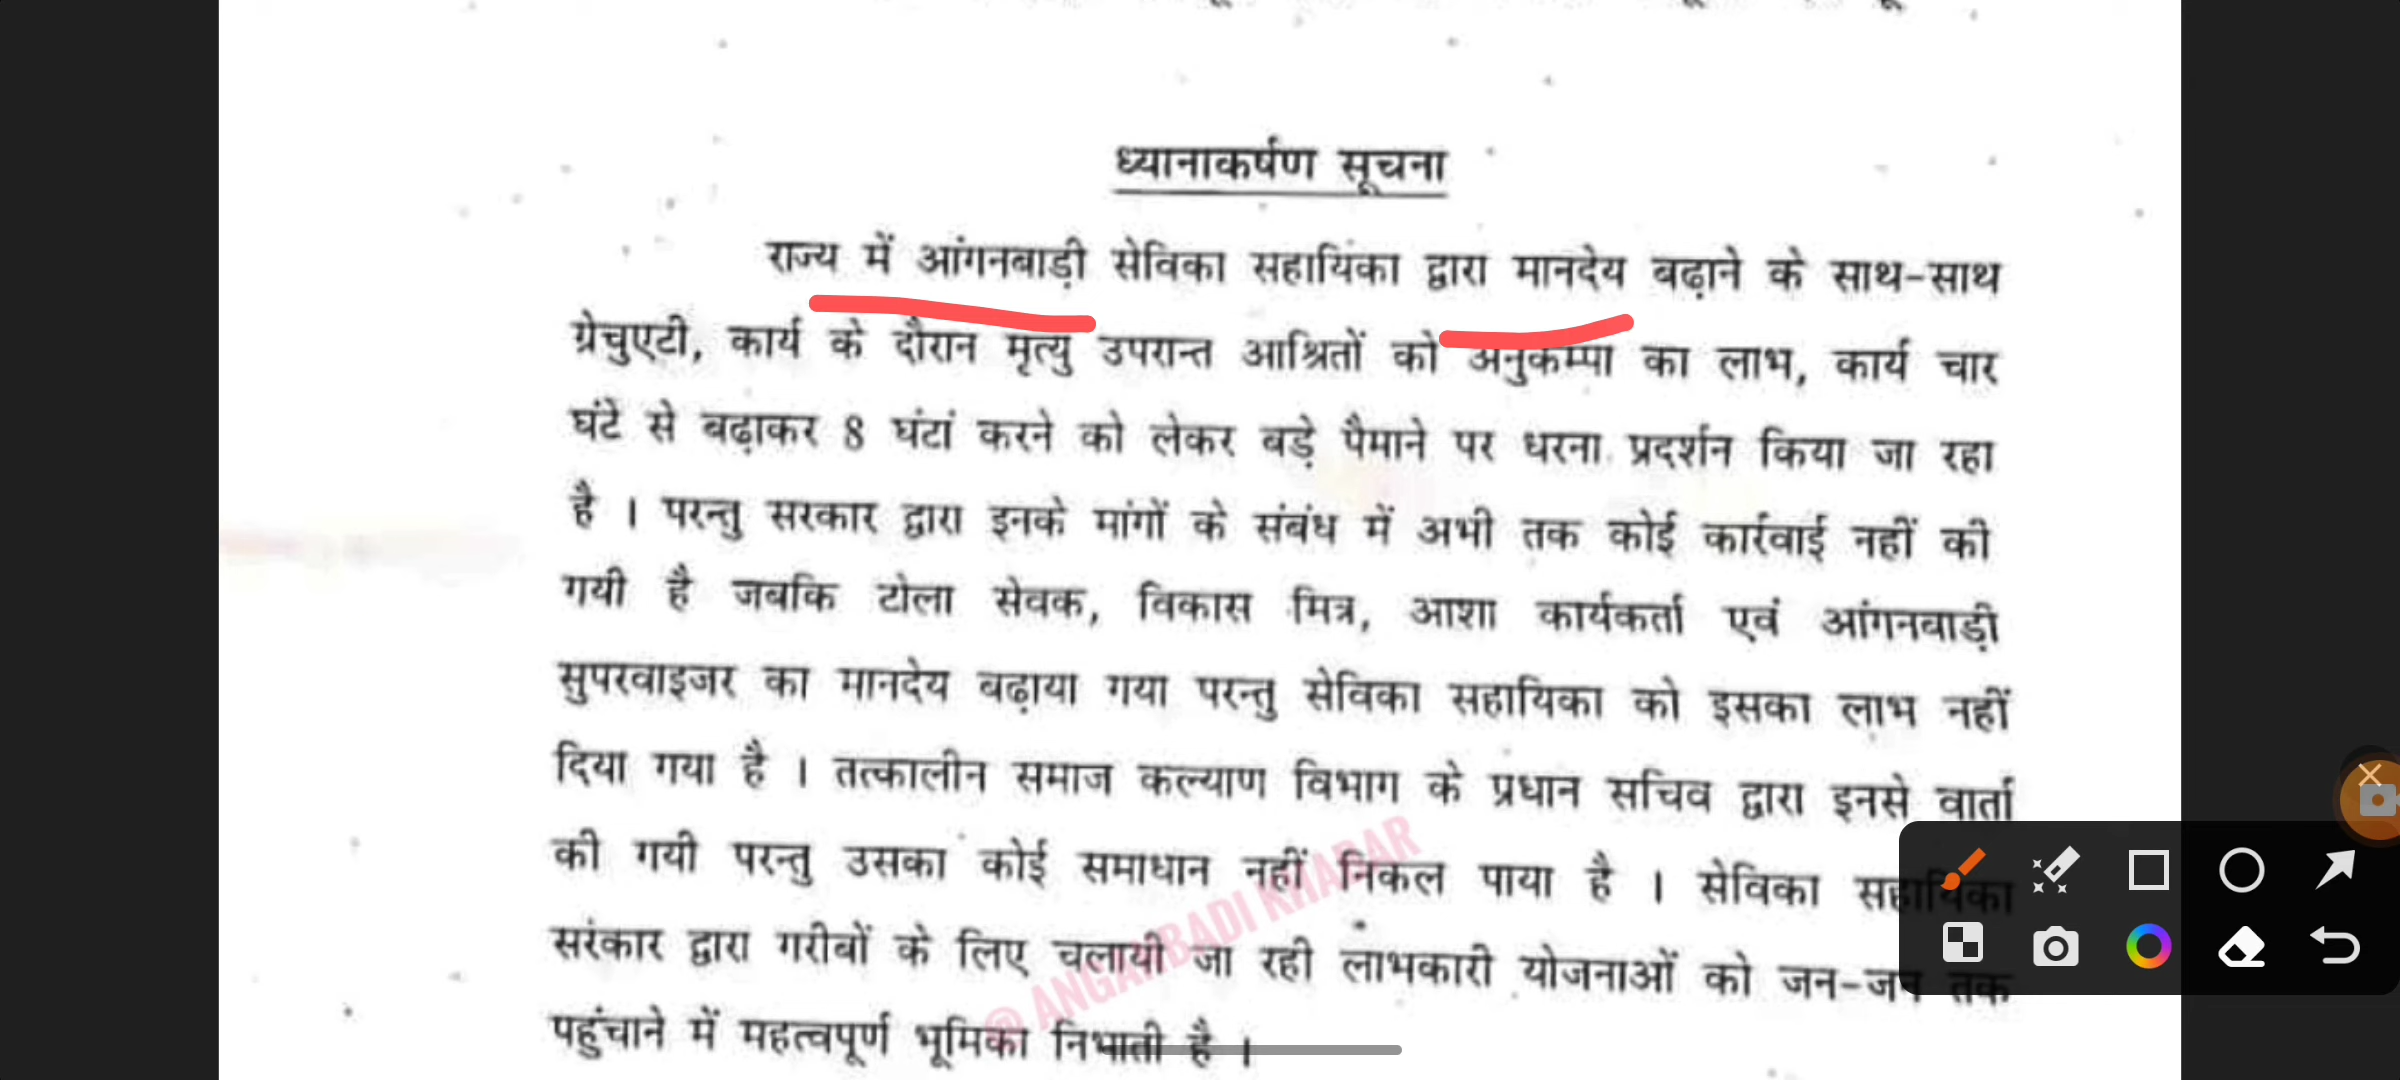 ध्यानाकर्षण सूचना
राज्य में आंगनबाड़ी सेविका सहायिका द्वारा मानदेय बढ़ाने के साथ-साथ
ग्रेचुएटी, कार्य के दौरान मृत्यु उपरान्त आश्रितों को अनुकम्पा का लाभ, कार्य चार
घंटे से बढ़ाकर 8 घंटां करने को लेकर बड़े पैमाने पर धरना प्रदर्शन किया जा रहा
है । परन्तु सरकार द्वारा इनके मांगों के संबंध में अभी तक कोई कार्रवाई नहीं की
गयी है जबकि टोला सेवक, विकास मित्र, आशा कार्यकर्ता एवं आंगनबाड़ी
सुपरवाइजर का मानदेय बढ़ाया गया परन्तु सेविका सहायिका को इसका लाभ नहीं
दिया गया है । तत्कालीन समाज कल्याण विभाग के प्रधान सचिव द्वारा इनसे वार्ता
की गयी परन्तु उसका कोई समाधान नहीं निकल पाया है । सेविका सहायिका
सरंकार द्वारा गरीबों के लिए चलायी जा रही लाभकारी योजनाओं को जन-जन तक
पहुंचाने में महत्वपूर्ण भूमिका निभाती है ।
@ ANGANBADI KHABAR